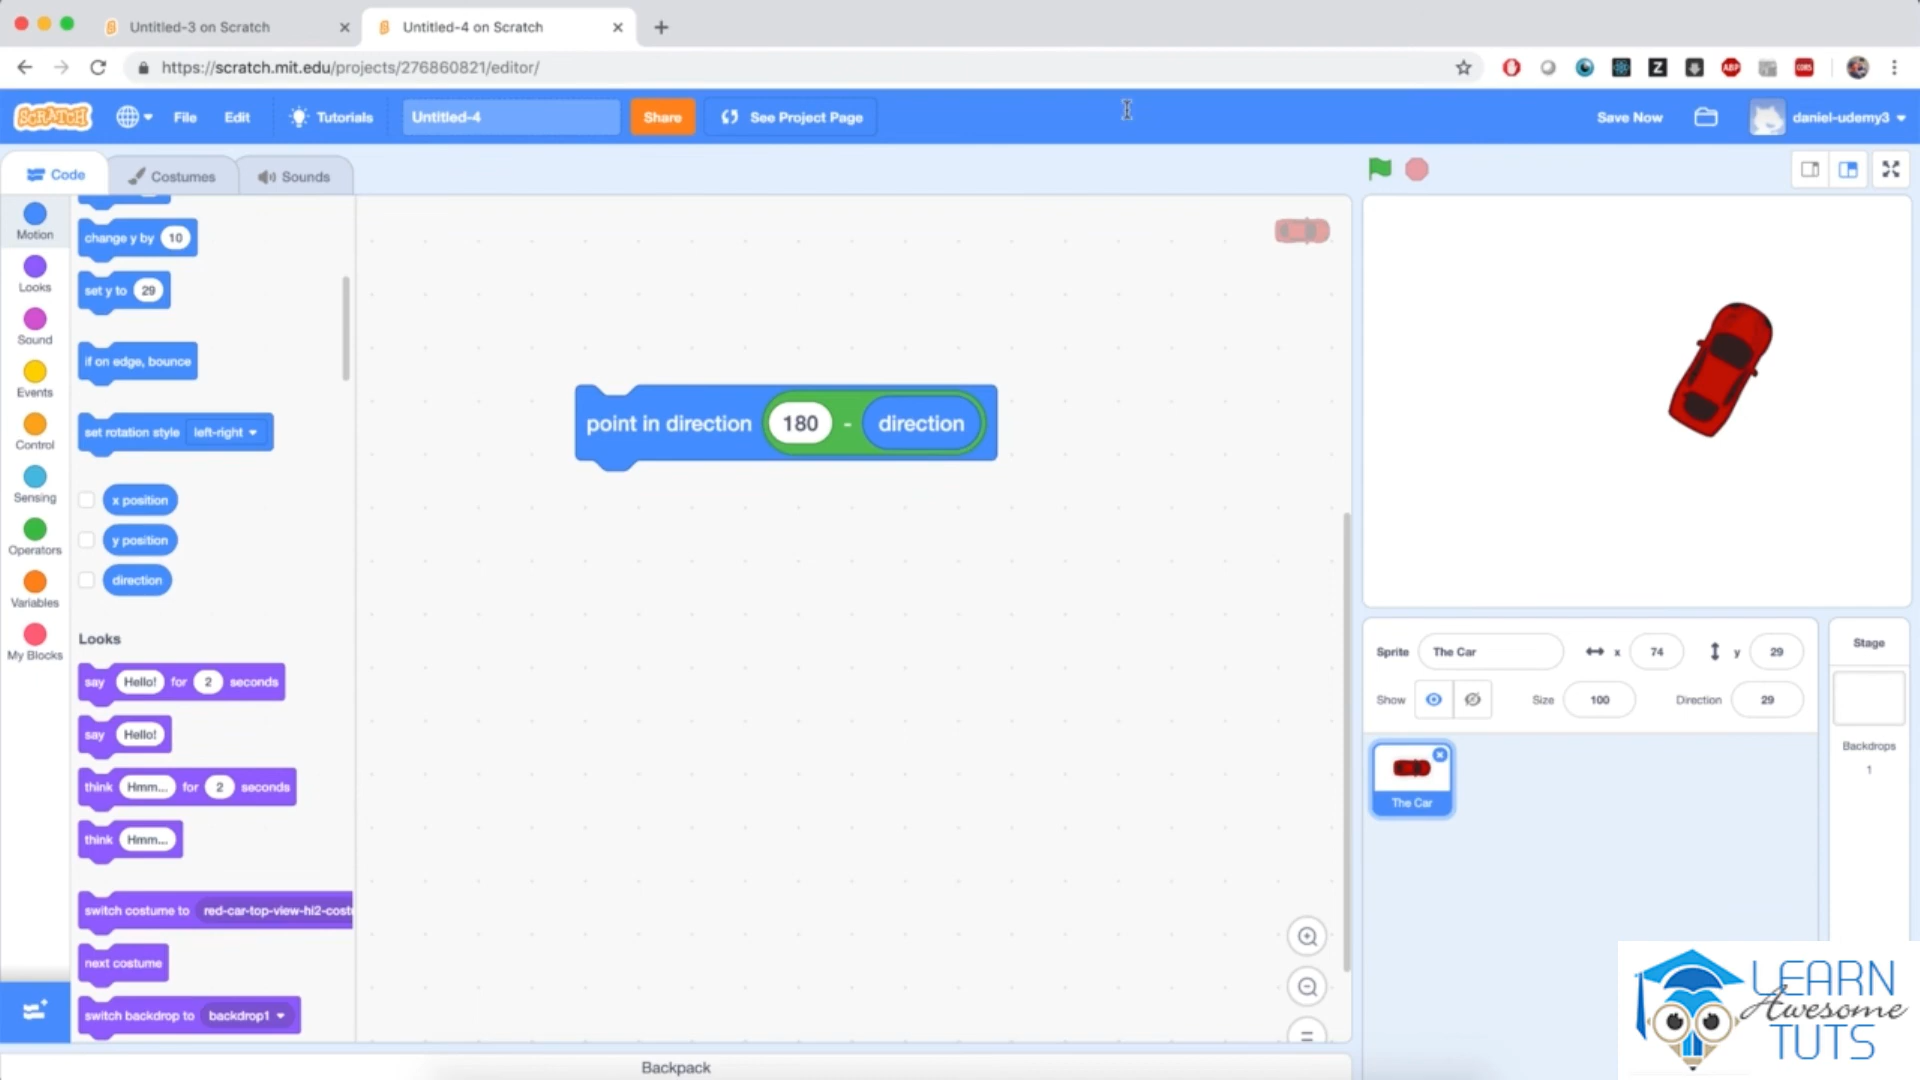 Untitled-3 on Scratch
Untitled-4 on Scratch
https://scratch.mit.edu/projects/276860821/editor/
Z
ABP
CORS
SCRATCH
File
Edit
Tutorials
Untitled-4
Share
See Project Page
Save Now
daniel-udemy3
Code
Costumes
Sounds
Motion
Looks
Sound
Events
Control
Sensing
Operators
Variables
My Blocks
change y by 10
set y to 29
if on edge, bounce
set rotation style left-right
x position
y position
direction
Looks
say Hello! for 2 seconds
say Hello!
think Hmm... for 2 seconds
think Hmm...
switch costume to red-car-top-view-hi2-cost
next costume
switch backdrop to backdrop1
point in direction 180 - direction
Backpack
Sprite The Car x 74 y 29
Show Size 100 Direction 29
The Car
Stage
Backdrops
1
LEARN
Awesome
TUTS